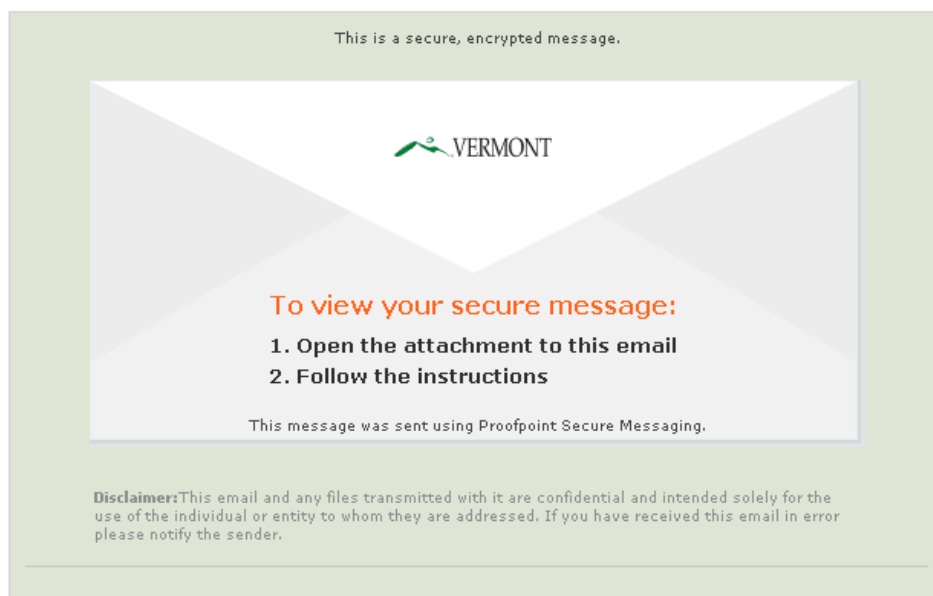 This is a secure, encrypted message.
VERMONT
To view your secure message:
1. Open the attachment to this email
2. Follow the instructions
This message was sent using Proofpoint Secure Messaging.
Disclaimer:This email and any files transmitted with it are confidential and intended solely for the
use of the individual or entity to whom they are addressed. If you have received this email in error
please notify the sender.